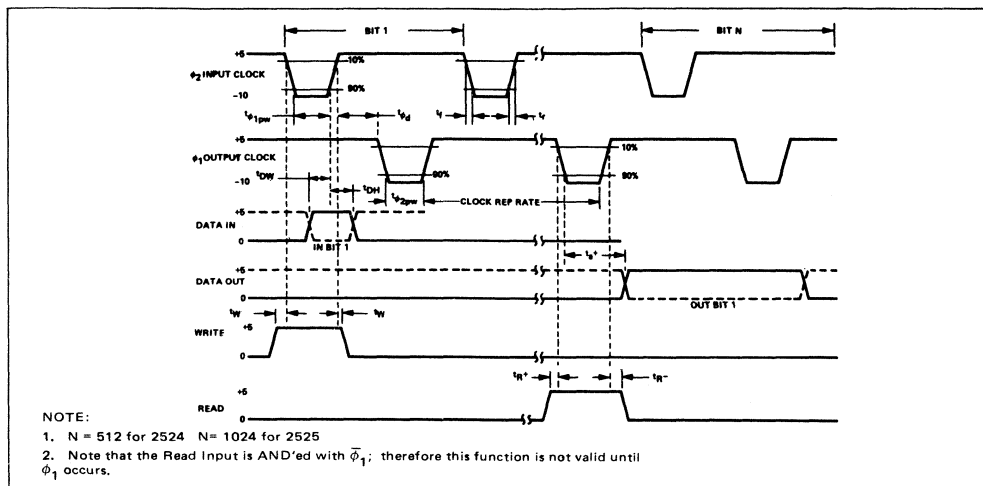 BIT 1 BIT N
+5
10%
ϕ2 INPUT CLOCK
90%
-10
tϕ1pw tϕd tf tr
+5
10%
ϕ1 OUTPUT CLOCK
90%
-10
tDW tDH
tϕ2pw CLOCK REP RATE
+5
DATA IN
0
IN BIT 1
ta+
+5
DATA OUT
0
OUT BIT 1
tW tW
WRITE +5
0
tR+ tR-
+5
READ
0
NOTE:
1. N = 512 for 2524 N= 1024 for 2525
2. Note that the Read Input is AND'ed with ϕ̅1; therefore this function is not valid until
ϕ1 occurs.